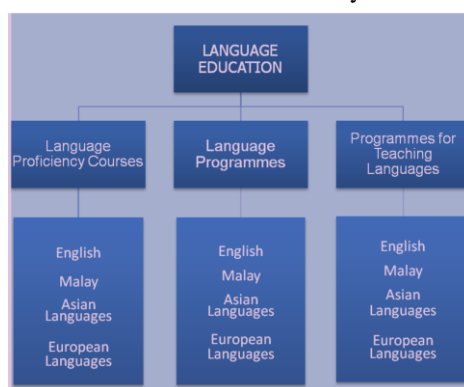 LANGUAGE
EDUCATION
Language
Proficiency Courses
Language
Programmes
Programmes for
Teaching
Languages
English
Malay
Asian
Languages
European
Languages
English
Malay
Asian
Languages
European
Languages
English
Malay
Asian
Languages
European
Languages